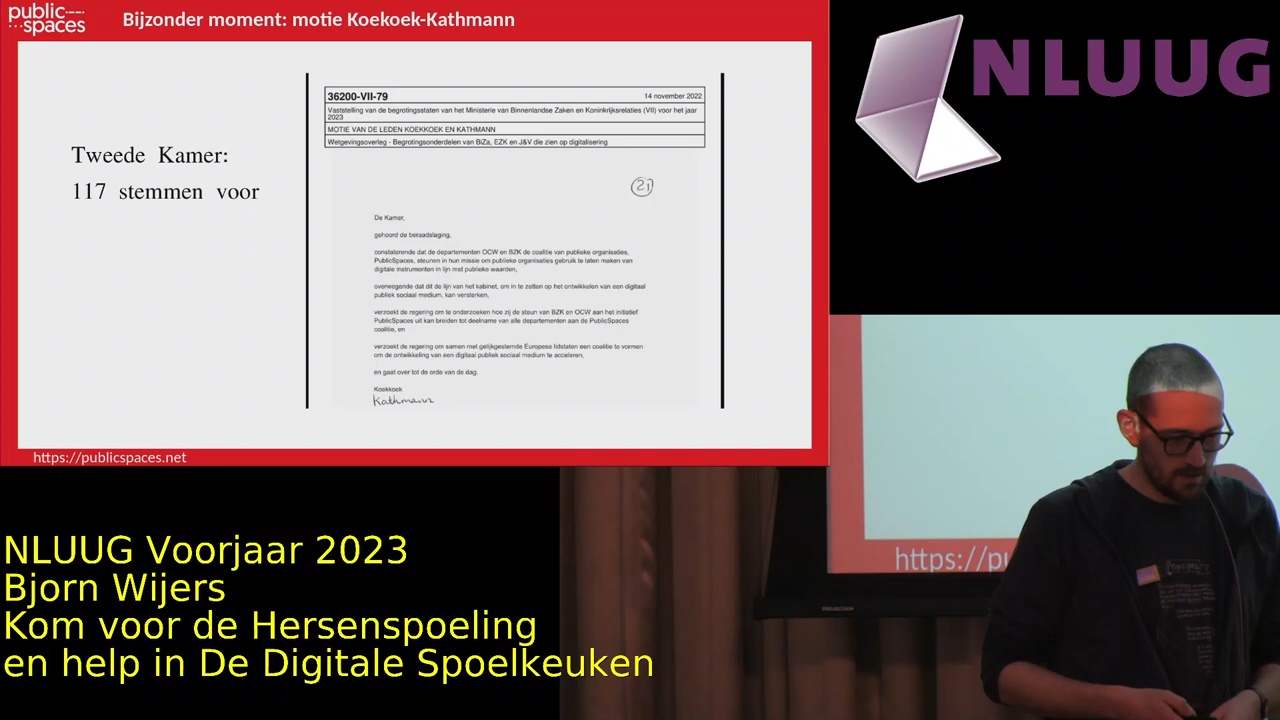 public
spaces
Bijzonder moment: motie Koekoek-Kathmann
Tweede Kamer:
117 stemmen voor
36200-VII-79
14 november 2022
Vaststelling van de begrotingsstaten van het Ministerie van Binnenlandse Zaken en Koninkrijksrelaties (VII) voor het jaar
2023
MOTIE VAN DE LEDEN KOEKKOEK EN KATHMANN
Wetgevingsoverleg - Begrotingsonderdelen van BiZa, EZK en J&V die zien op digitalisering
21
De Kamer,
gehoord de beraadslaging,
constaterende dat de departementen OCW en BZK de coalitie van publieke organisaties,
PublicSpaces, steunen in hun missie om publieke organisaties gebruik te laten maken van
digitale instrumenten in lijn met publieke waarden,
overwegende dat dit de lijn van het kabinet, om in te zetten op het ontwikkelen van een digitaal
publiek sociaal medium, kan versterken,
verzoekt de regering om te onderzoeken hoe zij de steun van BZK en OCW aan het initiatief
PublicSpaces uit kan breiden tot deelname van alle departementen aan de PublicSpaces
coalitie, en
verzoekt de regering om samen met gelijkgestemde Europese lidstaten een coalitie te vormen
om de ontwikkeling van een digitaal publiek sociaal medium te acceleren,
en gaat over tot de orde van de dag.
Koekkoek
Kathmann
https://publicspaces.net
NLUUG
https://pu
NLUUG Voorjaar 2023
Bjorn Wijers
Kom voor de Hersenspoeling
en help in De Digitale Spoelkeuken